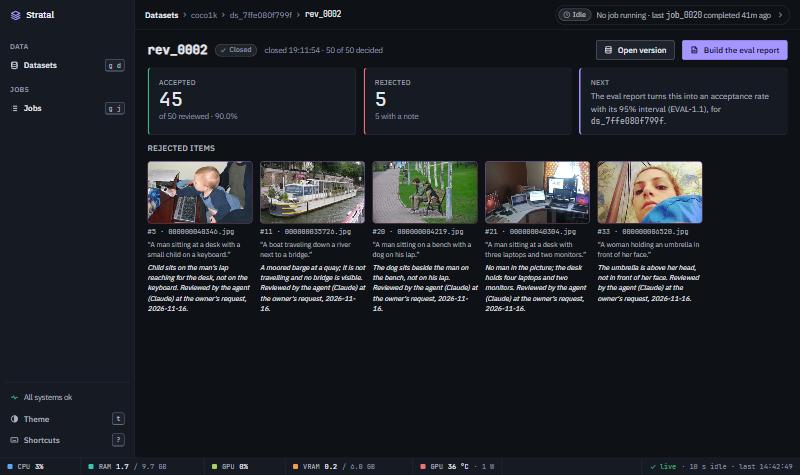 Stratal
Datasets › coco1k › ds_7ffe080f799f › rev_0002
Idle No job running · last job_0020 completed 41m ago
DATA
Datasets g d
JOBS
Jobs g j
rev_0002 Closed closed 19:11:54 · 50 of 50 decided
Open version
Build the eval report
ACCEPTED
45
of 50 reviewed · 90.0%
REJECTED
5
5 with a note
NEXT
The eval report turns this into an acceptance rate
with its 95% interval (EVAL-1.1), for
ds_7ffe080f799f.
REJECTED ITEMS
#5 · 000000040346.jpg
"A man sitting at a desk with a
small child on a keyboard."
Child sits on the man's lap
reaching for the desk, not on the
keyboard. Reviewed by the agent
(Claude) at the owner's request,
2026-11-16.
#11 · 000000035726.jpg
"A boat traveling down a river
next to a bridge."
A moored barge at a quay; it is not
travelling and no bridge is visible.
Reviewed by the agent (Claude) at
the owner's request, 2026-11-
16.
#20 · 000000004219.jpg
"A man sitting on a bench with a
dog on his lap."
The dog sits beside the man on
the bench, not on his lap.
Reviewed by the agent (Claude) at
the owner's request, 2026-11-
16.
#21 · 000000040304.jpg
"A man sitting at a desk with
three laptops and two monitors."
No man in the picture; the desk
holds four laptops and two
monitors. Reviewed by the agent
(Claude) at the owner's request,
2026-11-16.
#33 · 000000006520.jpg
"A woman holding an umbrella in
front of her face."
The umbrella is above her head,
not in front of her face. Reviewed
by the agent (Claude) at the
owner's request, 2026-11-16.
All systems ok
Theme t
Shortcuts ?
CPU 3% RAM 1.7 / 9.7 GB GPU 0% VRAM 0.2 / 6.0 GB GPU 36 °C · 1 W live · 10 s idle · last 14:42:49